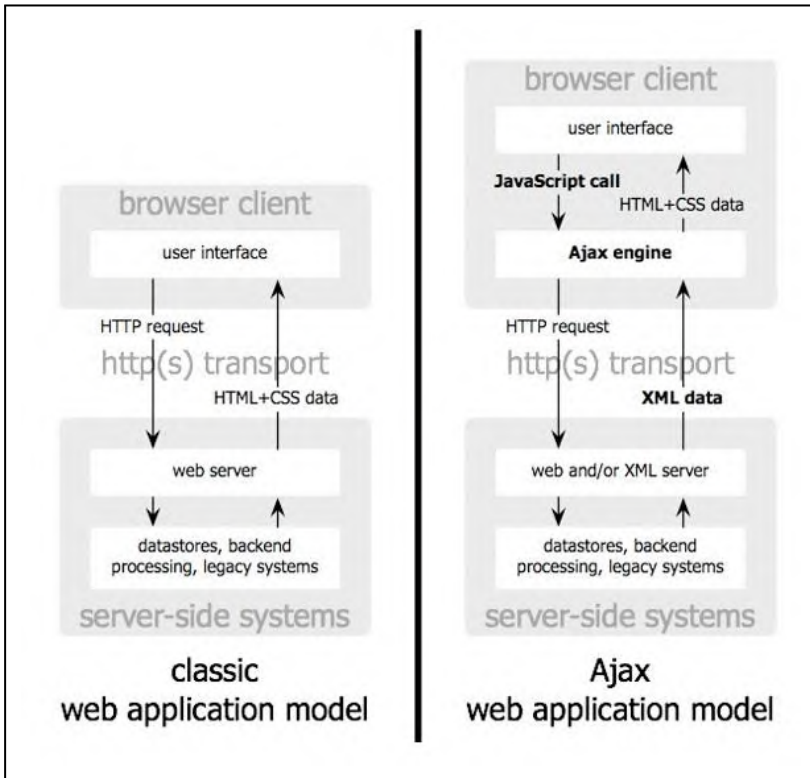 browser client
user interface
HTTP request
http(s) transport
HTML+CSS data
web server
datastores, backend
processing, legacy systems
server-side systems
classic
web application model
browser client
user interface
JavaScript call
HTML+CSS data
Ajax engine
HTTP request
http(s) transport
XML data
web and/or XML server
datastores, backend
processing, legacy systems
server-side systems
Ajax
web application model